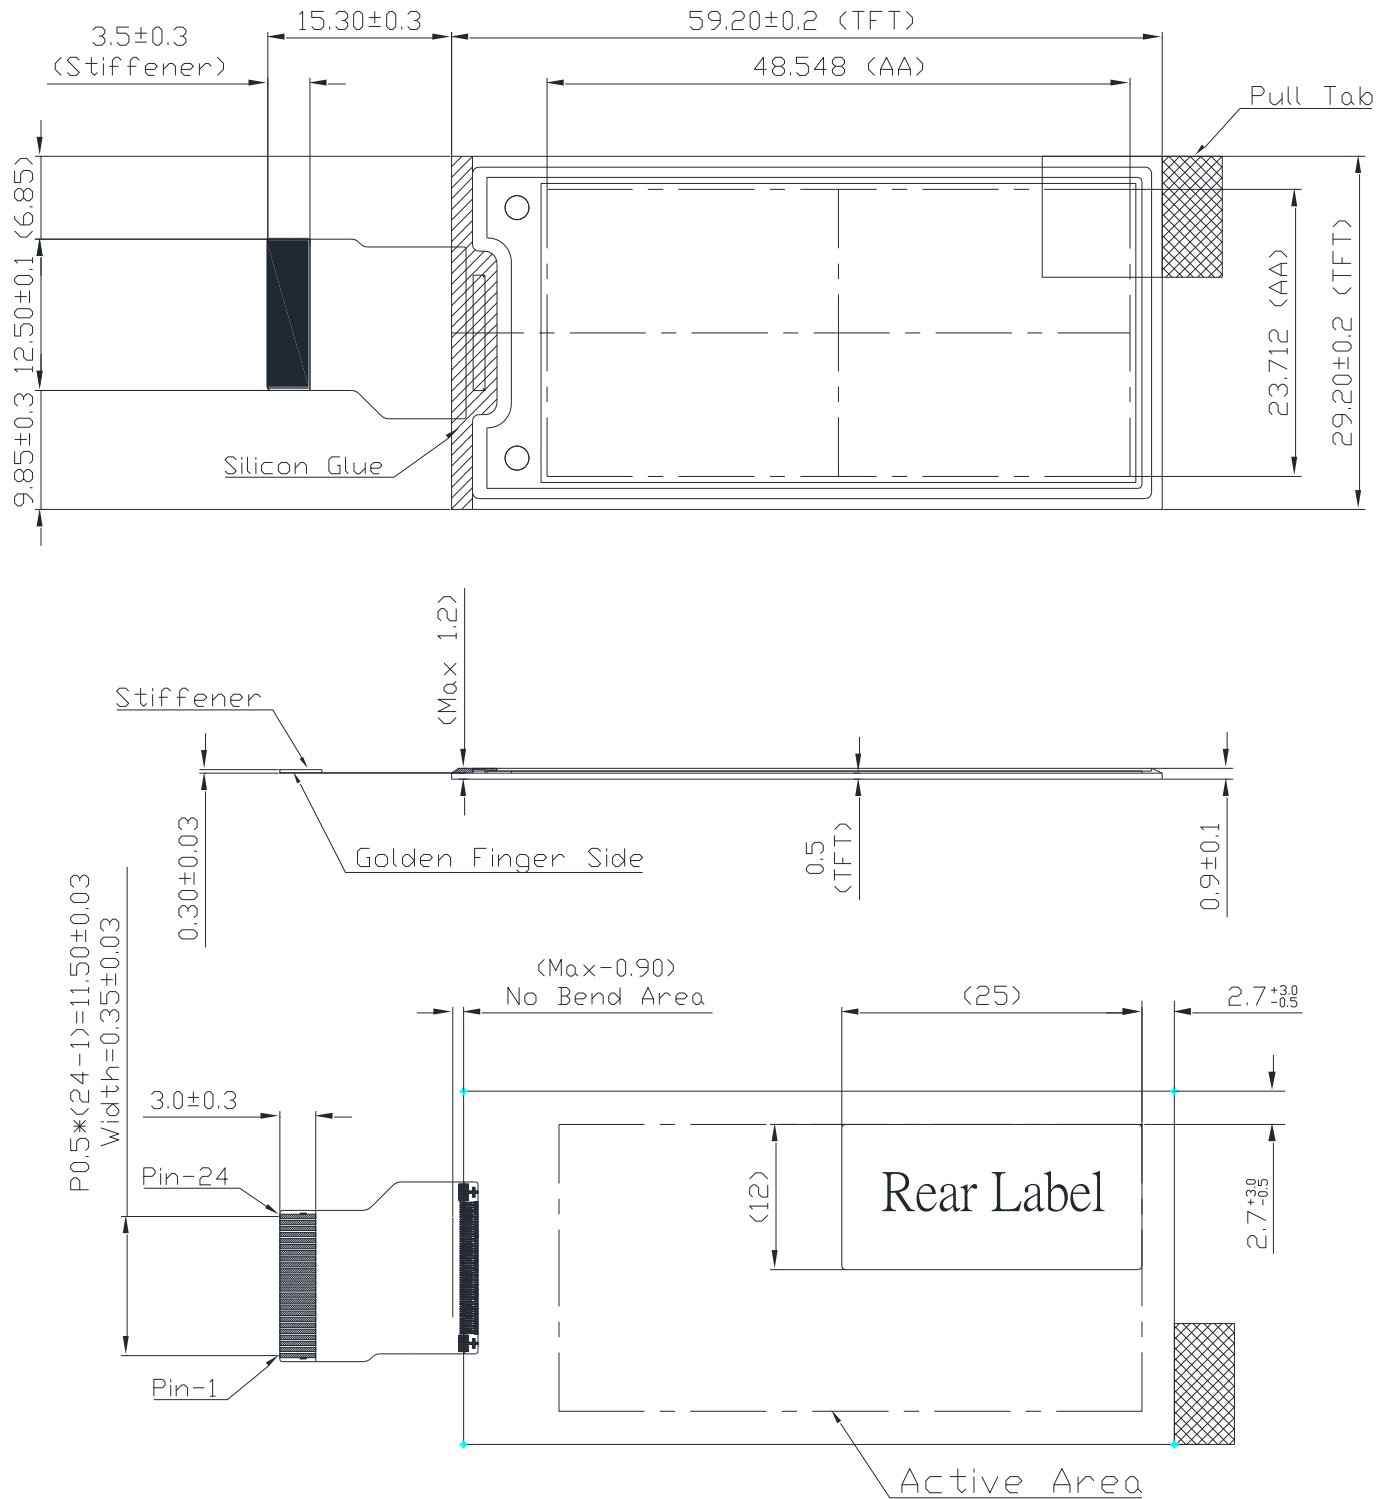 59.20±0.2 (TFT)
15.30±0.3
3.5±0.3
(Stiffener)
48.548 (AA)
Pull Tab
(6.85)
12.50±0.1
9.85±0.3
23.712 (AA)
29.20±0.2 (TFT)
Silicon Glue
(Max 1.2)
Stiffener
0.30±0.03
Golden Finger Side
0.5
(TFT)
0.9±0.1
P0.5*(24-1)=11.50±0.03
Width=0.35±0.03
(Max-0.90)
No Bend Area
(25)
2.7+3.0
-0.5
3.0±0.3
Pin-24
(12)
Rear Label
2.7+3.0
-0.5
Pin-1
Active Area